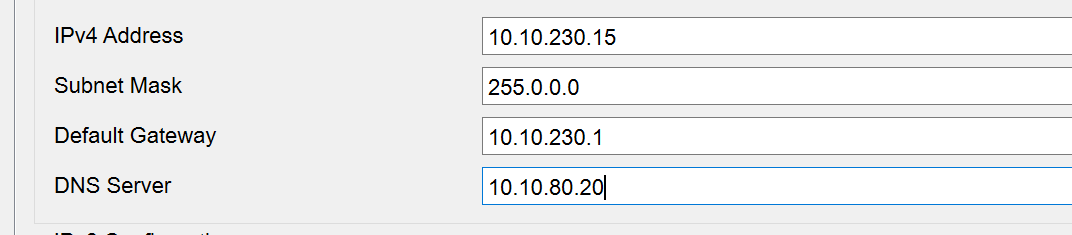 IPv4 Address 10.10.230.15
Subnet Mask 255.0.0.0
Default Gateway 10.10.230.1
DNS Server 10.10.80.20